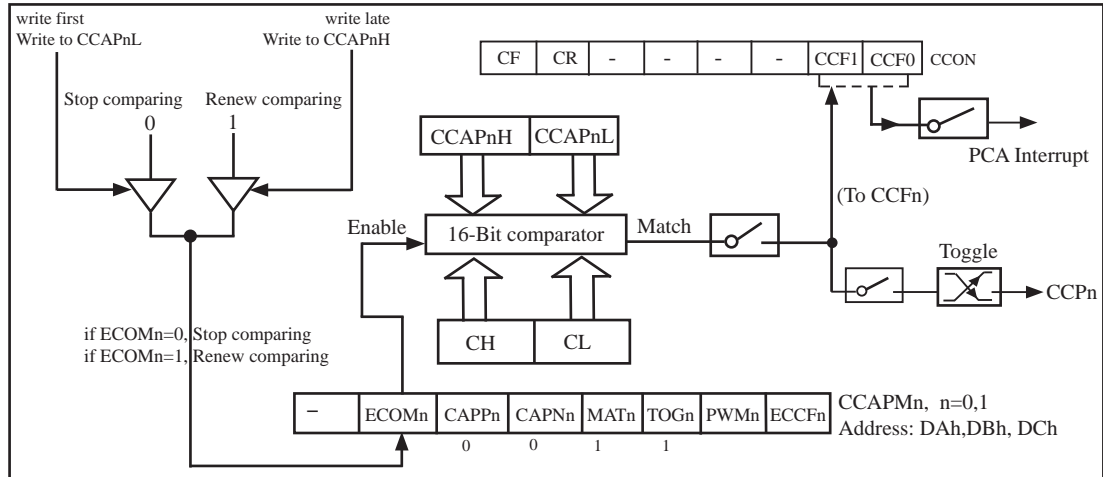 write first
Write to CCAPnL
write late
Write to CCAPnH
CF CR - - - - CCF1 CCF0 CCON
Stop comparing
0
Renew comparing
1
CCAPnH CCAPnL
PCA Interrupt
(To CCFn)
Enable
16-Bit comparator
Match
Toggle
CCPn
CH CL
if ECOMn=0, Stop comparing
if ECOMn=1, Renew comparing
– ECOMn CAPPn CAPNn MATn TOGn PWMn ECCFn
CCAPMn, n=0,1
Address: DAh,DBh, DCh
0 0 1 1